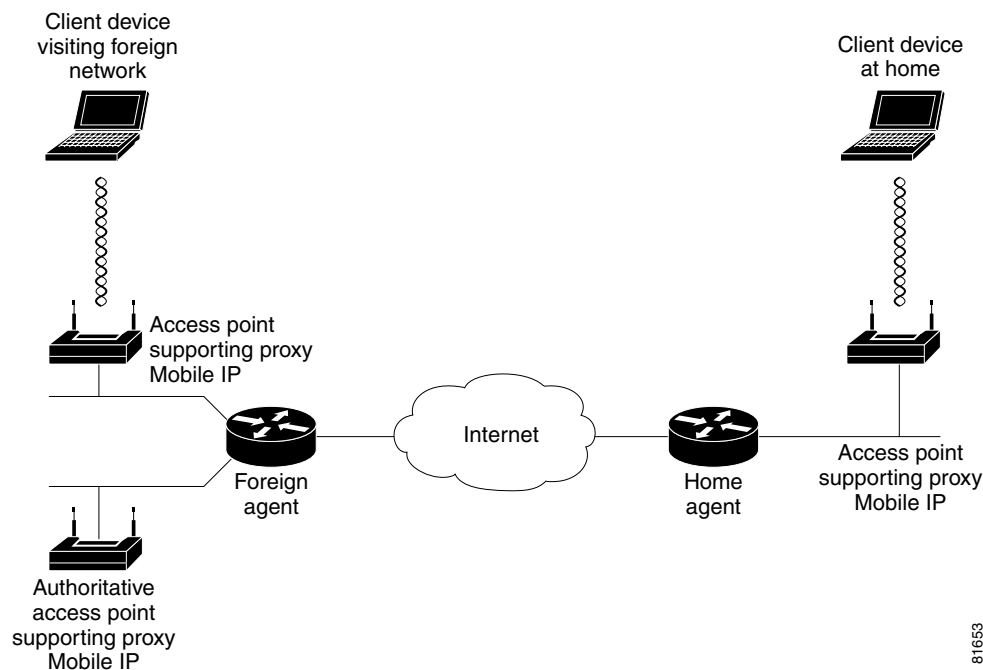 Client device
visiting foreign
network
Client device
at home
Access point
supporting proxy
Mobile IP
Internet
Foreign
agent
Home
agent
Access point
supporting proxy
Mobile IP
Authoritative
access point
supporting proxy
Mobile IP
81653